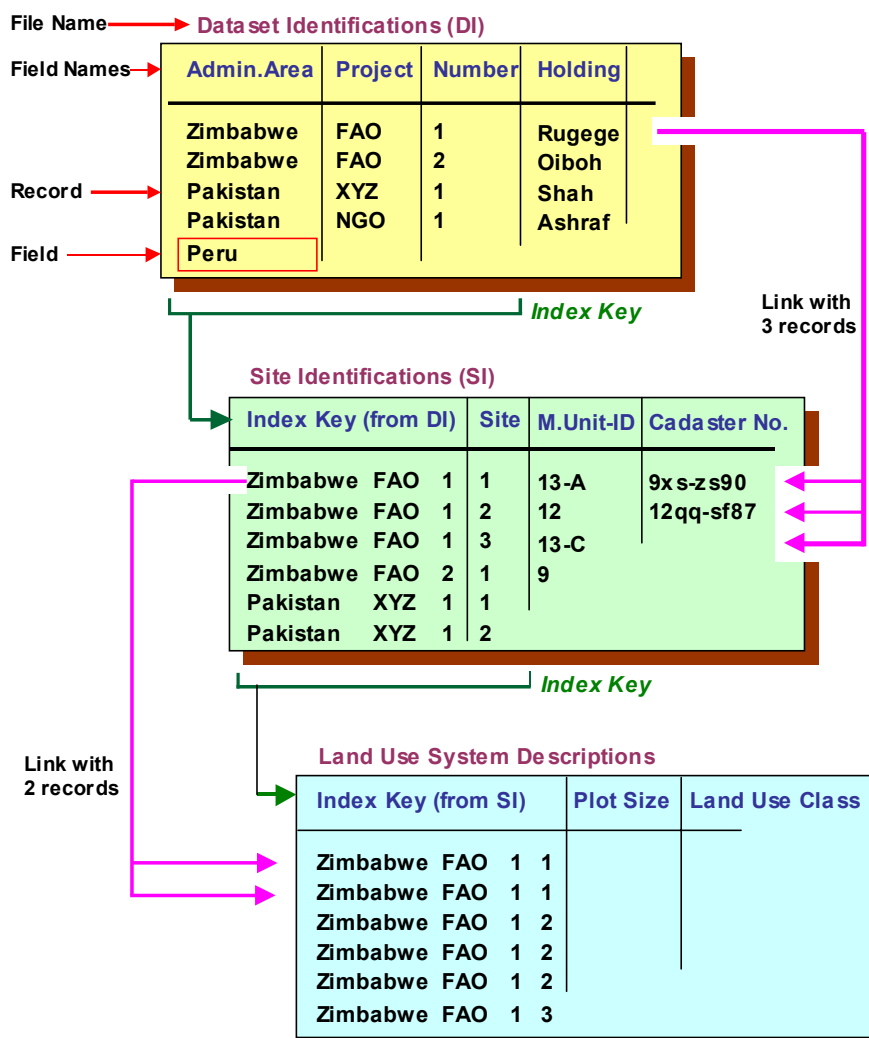 File Name Dataset Identifications (DI)
Field Names Admin.Area Project Number Holding
Zimbabwe FAO 1 Rugege
Zimbabwe FAO 2 Oiboh
Record Pakistan XYZ 1 Shah
Pakistan NGO 1 Ashraf
Field Peru
Index Key
Link with
3 records
Site Identifications (SI)
Index Key (from DI) Site M.Unit-ID Cadaster No.
Zimbabwe FAO 1 1 13-A 9xs-zs90
Zimbabwe FAO 1 2 12 12qq-sf87
Zimbabwe FAO 1 3 13-C
Zimbabwe FAO 2 1 9
Pakistan XYZ 1 1
Pakistan XYZ 1 2
Index Key
Link with
2 records
Land Use System Descriptions
Index Key (from SI) Plot Size Land Use Class
Zimbabwe FAO 1 1
Zimbabwe FAO 1 1
Zimbabwe FAO 1 2
Zimbabwe FAO 1 2
Zimbabwe FAO 1 2
Zimbabwe FAO 1 3